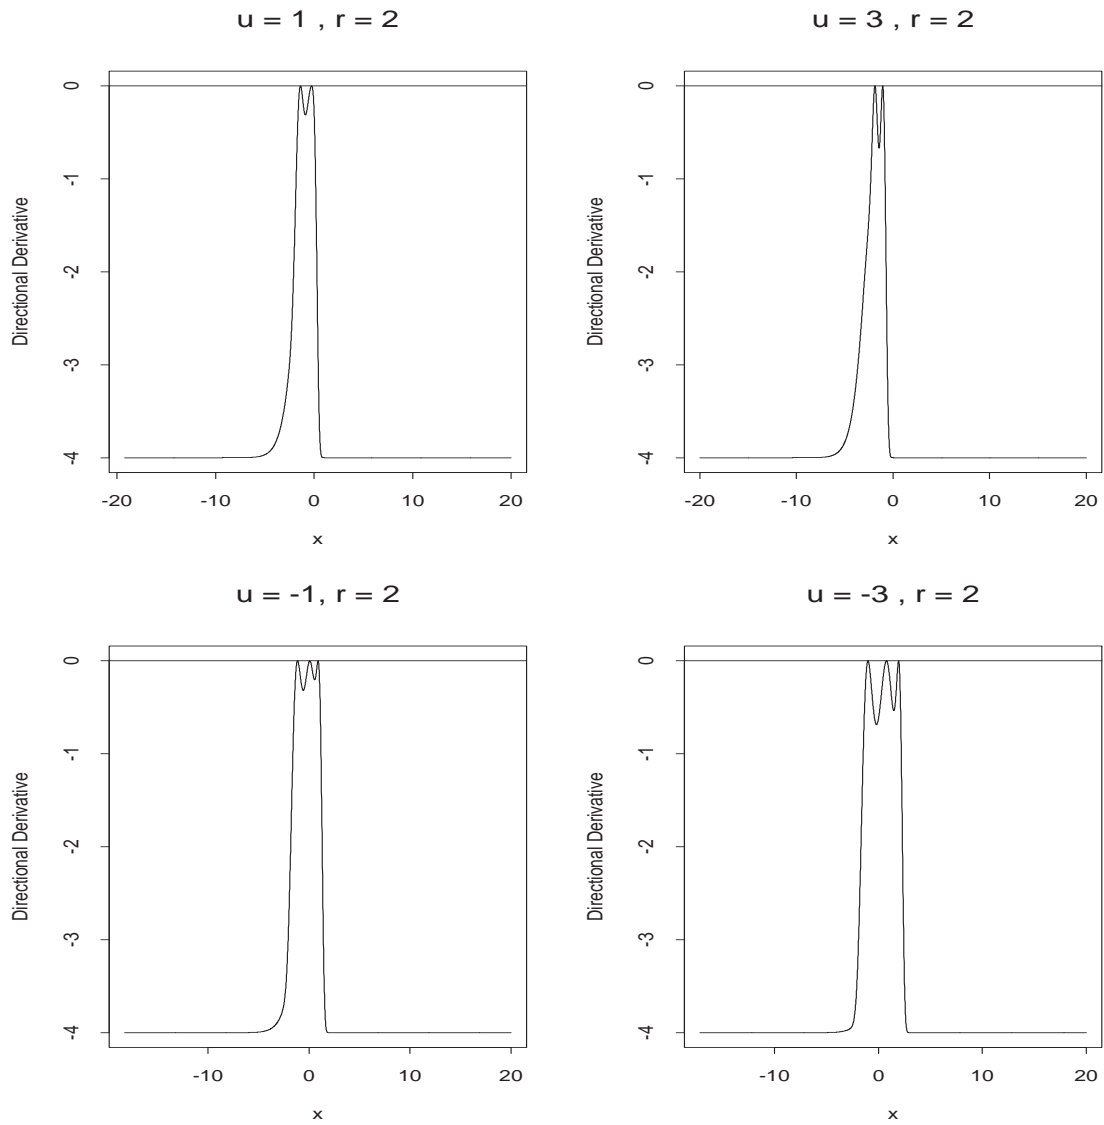 u = 1 , r = 2
u = 3 , r = 2
Directional Derivative
0
-1
-2
-3
-4
-20 -10 0 10 20
x
Directional Derivative
0
-1
-2
-3
-4
-20 -10 0 10 20
x
u = -1, r = 2
u = -3 , r = 2
Directional Derivative
0
-1
-2
-3
-4
-10 0 10 20
x
Directional Derivative
0
-1
-2
-3
-4
-10 0 10 20
x